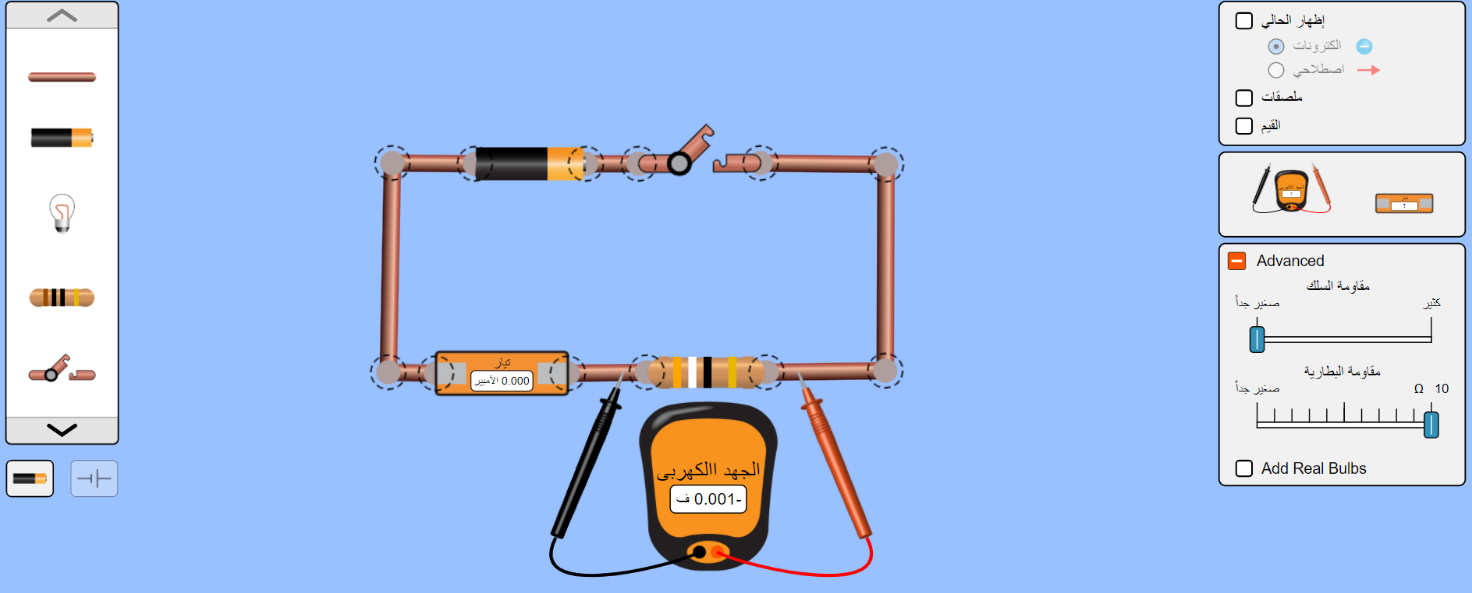 إظهار الحالي
الكترونات
اصطلاحي
ملصقات
القيم
تيار
0.000 الأمبير
الجهد االكهربى
-0.001 ف
تيار
؟
Advanced
مقاومة السلك
صغير جداً
كثير
مقاومة البطارية
صغير جداً
10 Ω
Add Real Bulbs